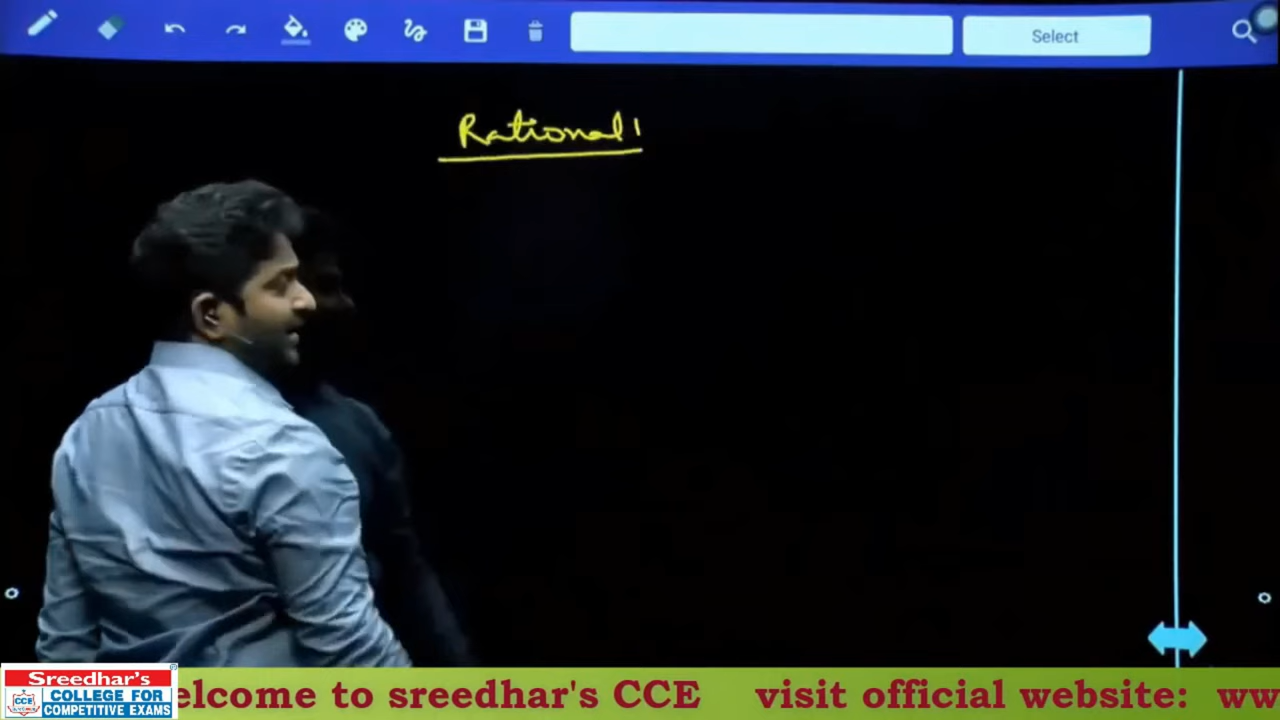 Select
Rational
Sreedhar's
CCE
COLLEGE FOR
COMPETITIVE EXAMS
elcome to sreedhar's CCE visit official website: ww